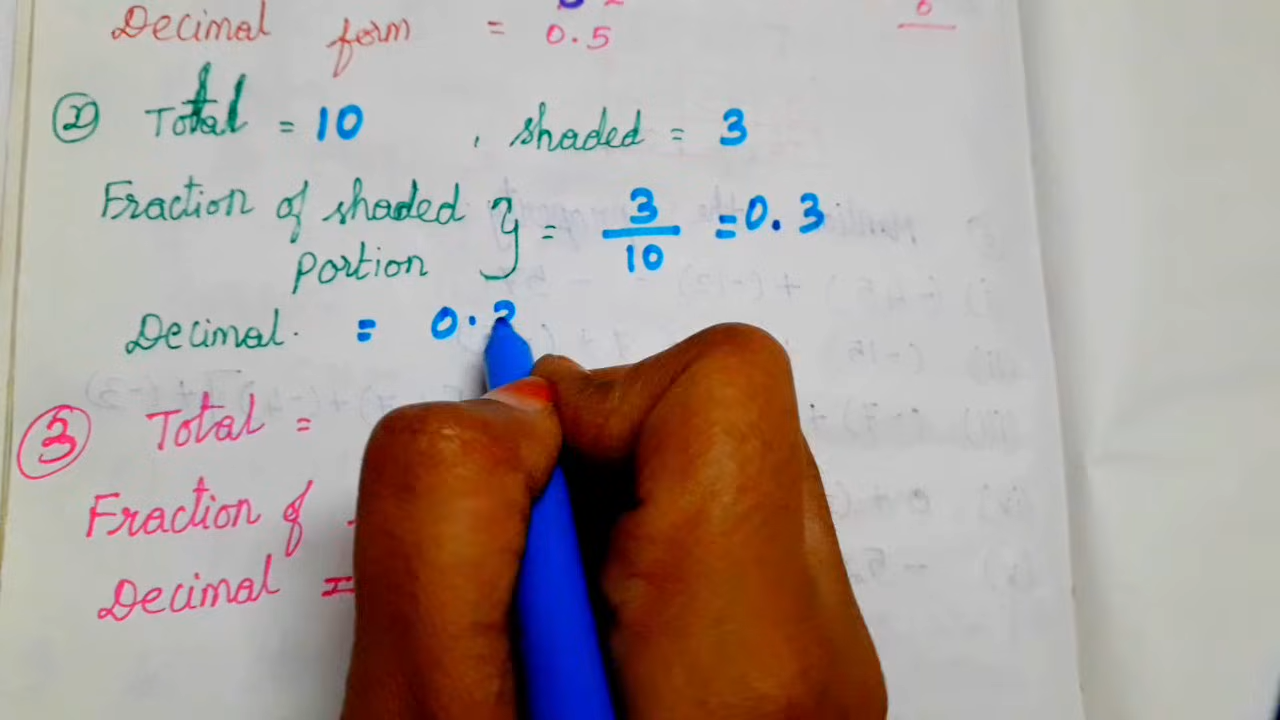 Decimal form = 0.5
② Total = 10 , shaded = 3
Fraction of shaded portion } = 3/10 = 0.3
Decimal. = 0.3
③ Total =
Fraction of
Decimal =